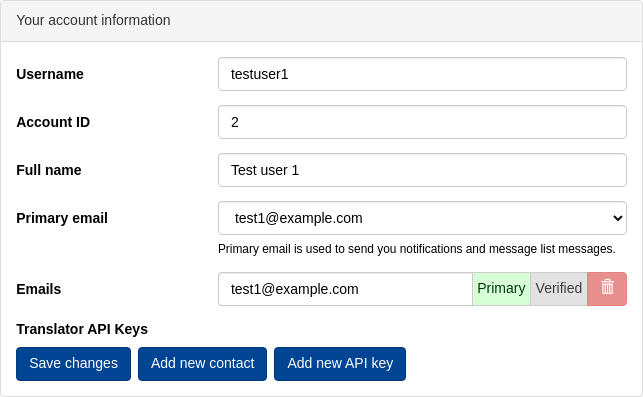 Your account information
Username testuser1
Account ID 2
Full name Test user 1
Primary email test1@example.com
Primary email is used to send you notifications and message list messages.
Emails test1@example.com Primary Verified
Translator API Keys
Save changes Add new contact Add new API key